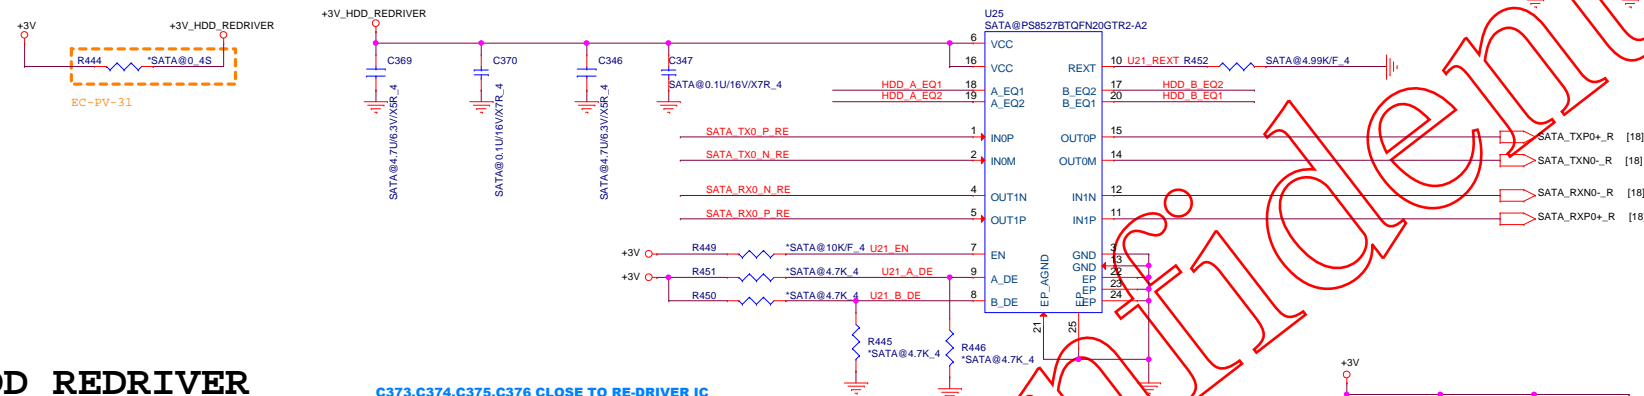 +3V
+3V_HDD_REDRIVER
R444
*SATA@0_4S
EC-PV-31
+3V_HDD_REDRIVER
C369
SATA@4.7U/6.3V/X5R_4
C370
SATA@0.1U/16V/X7R_4
C346
SATA@4.7U/6.3V/X5R_4
C347
SATA@0.1U/16V/X7R_4
U25
SATA@PS8527BTQFN20GTR2-A2
6 VCC
16 VCC
HDD_A_EQ1 18 A_EQ1
HDD_A_EQ2 19 A_EQ2
SATA_TX0_P_RE 1 IN0P
SATA_TX0_N_RE 2 IN0M
SATA_RX0_N_RE 4 OUT1N
SATA_RX0_P_RE 5 OUT1P
+3V R449 *SATA@10K/F_4 U21_EN 7 EN
+3V R451 *SATA@4.7K_4 U21_A_DE 9 A_DE
R450 *SATA@4.7K_4 U21_B_DE 8 B_DE
R445
*SATA@4.7K_4
R446
*SATA@4.7K_4
REXT 10 U21_REXT R452 SATA@4.99K/F_4
B_EQ2 17 HDD_B_EQ2
B_EQ1 20 HDD_B_EQ1
OUT0P 15 SATA_TXP0+_R [18]
OUT0M 14 SATA_TXN0-_R [18]
IN1N 12 SATA_RXN0-_R [18]
IN1P 11 SATA_RXP0+_R [18]
GND 3
GND 13
EP 22
EP 23
EP 24
EP_AGND 21
EP 25
DD REDRIVER
C373,C374,C375,C376 CLOSE TO RE-DRIVER IC
+3V